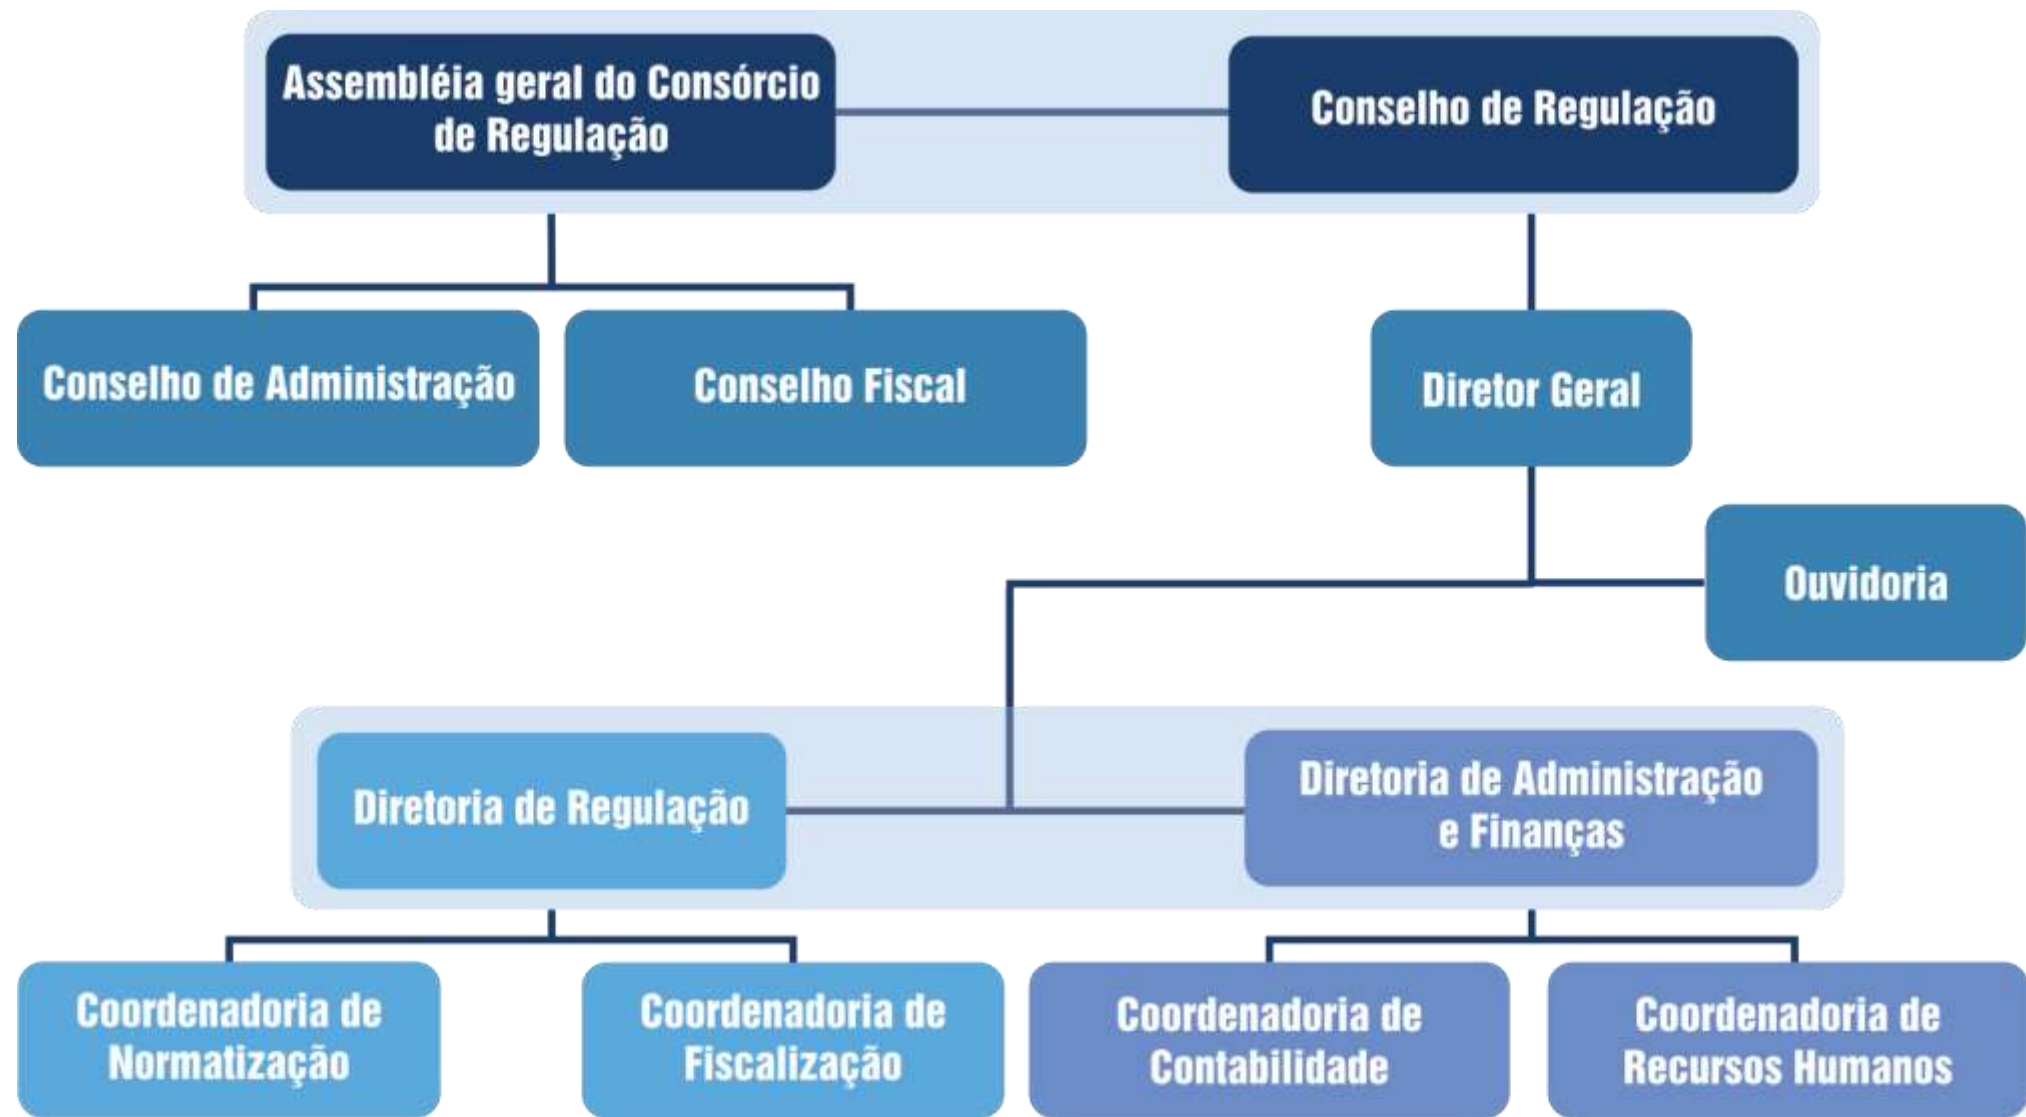 Assembléia geral do Consórcio
de Regulação
Conselho de Regulação
Conselho de Administração
Conselho Fiscal
Diretor Geral
Ouvidoria
Diretoria de Regulação
Diretoria de Administração
e Finanças
Coordenadoria de
Normatização
Coordenadoria de
Fiscalização
Coordenadoria de
Contabilidade
Coordenadoria de
Recursos Humanos